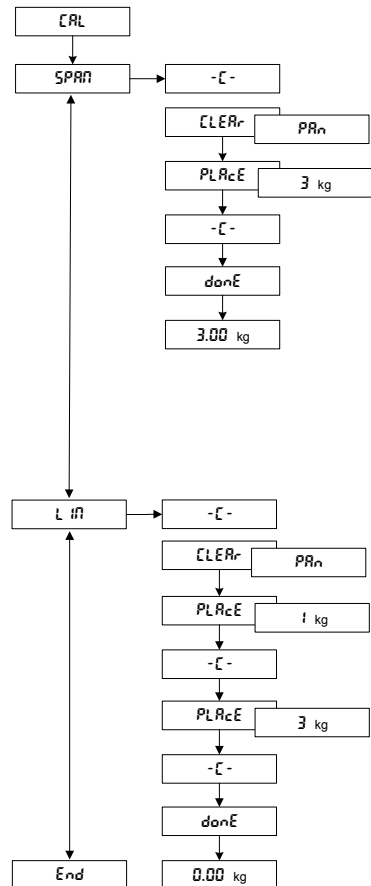 CAL
SPAN
-C-
CLEAr
PAn
PLAcE
3 kg
-C-
donE
3.00 kg
LIN
-C-
CLEAr
PAn
PLAcE
1 kg
-C-
PLAcE
3 kg
-C-
donE
End
0.00 kg